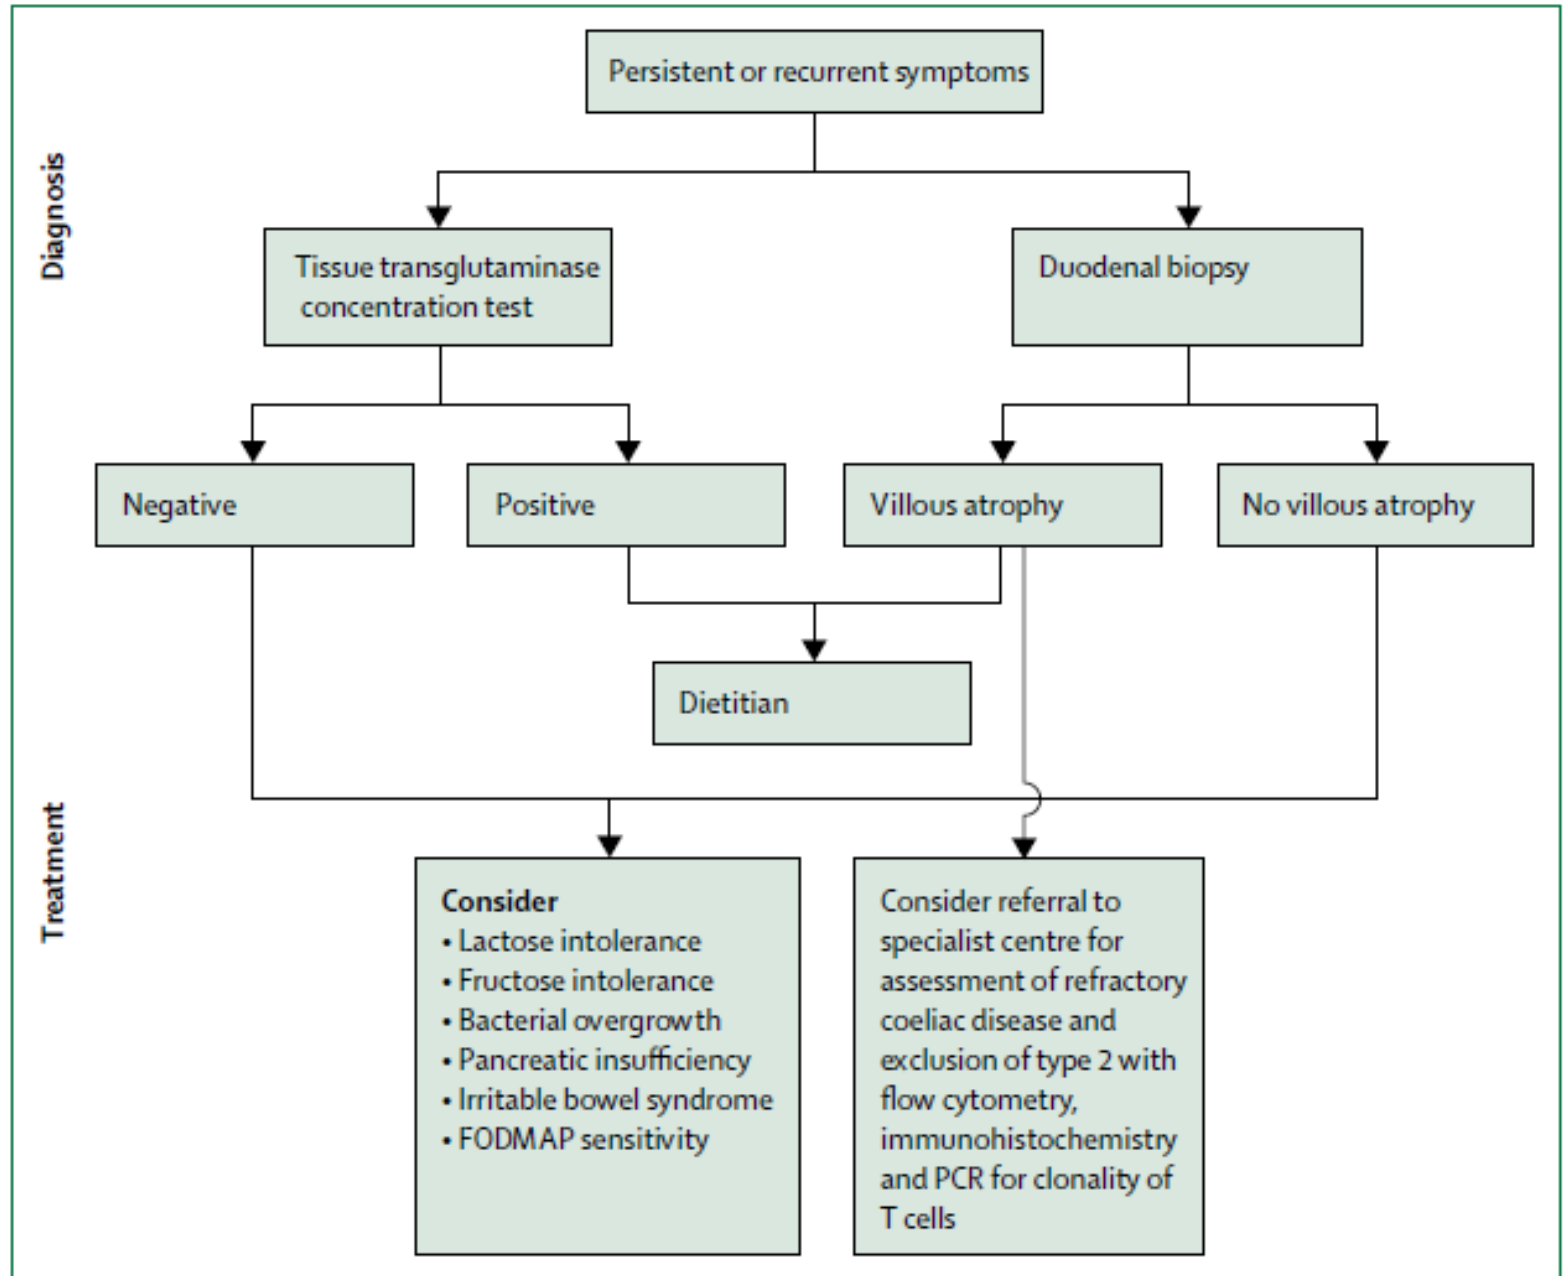 Persistent or recurrent symptoms
Diagnosis
Tissue transglutaminase
concentration test
Duodenal biopsy
Negative
Positive
Villous atrophy
No villous atrophy
Dietitian
Treatment
Consider
• Lactose intolerance
• Fructose intolerance
• Bacterial overgrowth
• Pancreatic insufficiency
• Irritable bowel syndrome
• FODMAP sensitivity
Consider referral to
specialist centre for
assessment of refractory
coeliac disease and
exclusion of type 2 with
flow cytometry,
immunohistochemistry
and PCR for clonality of
T cells